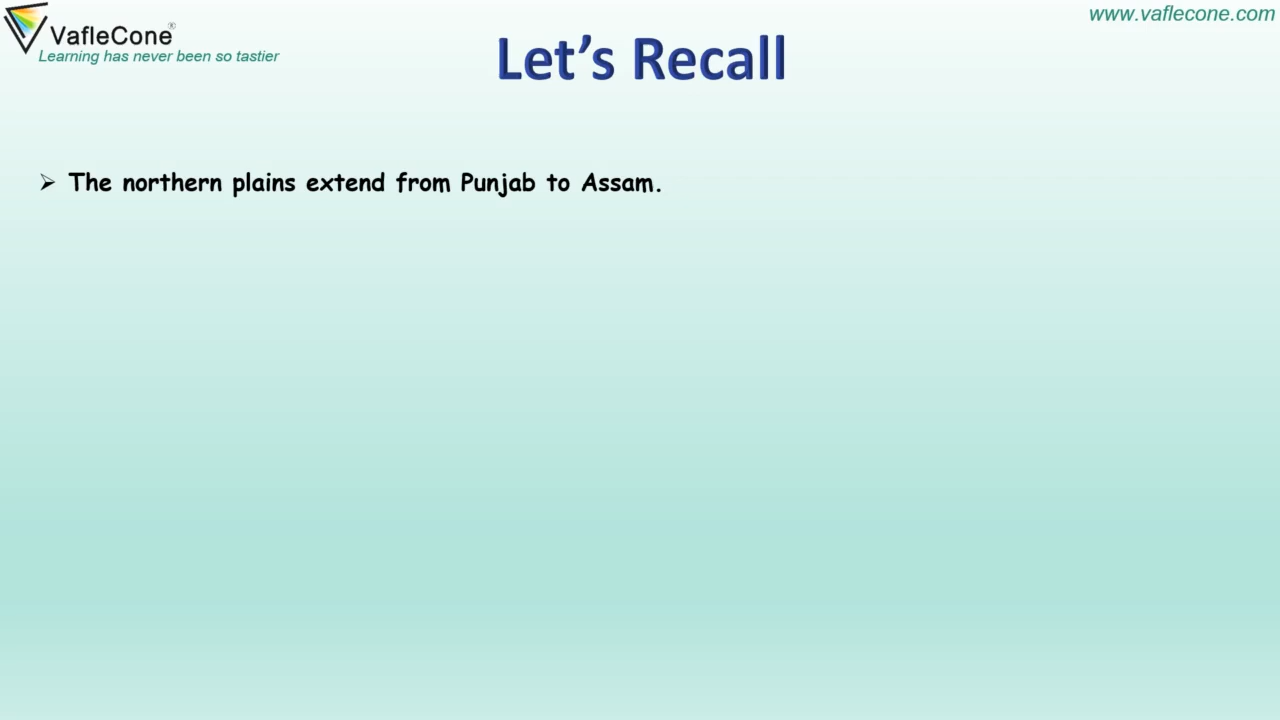 www.vaflecone.com
VafleCone®
Learning has never been so tastier
Let's Recall
➢ The northern plains extend from Punjab to Assam.